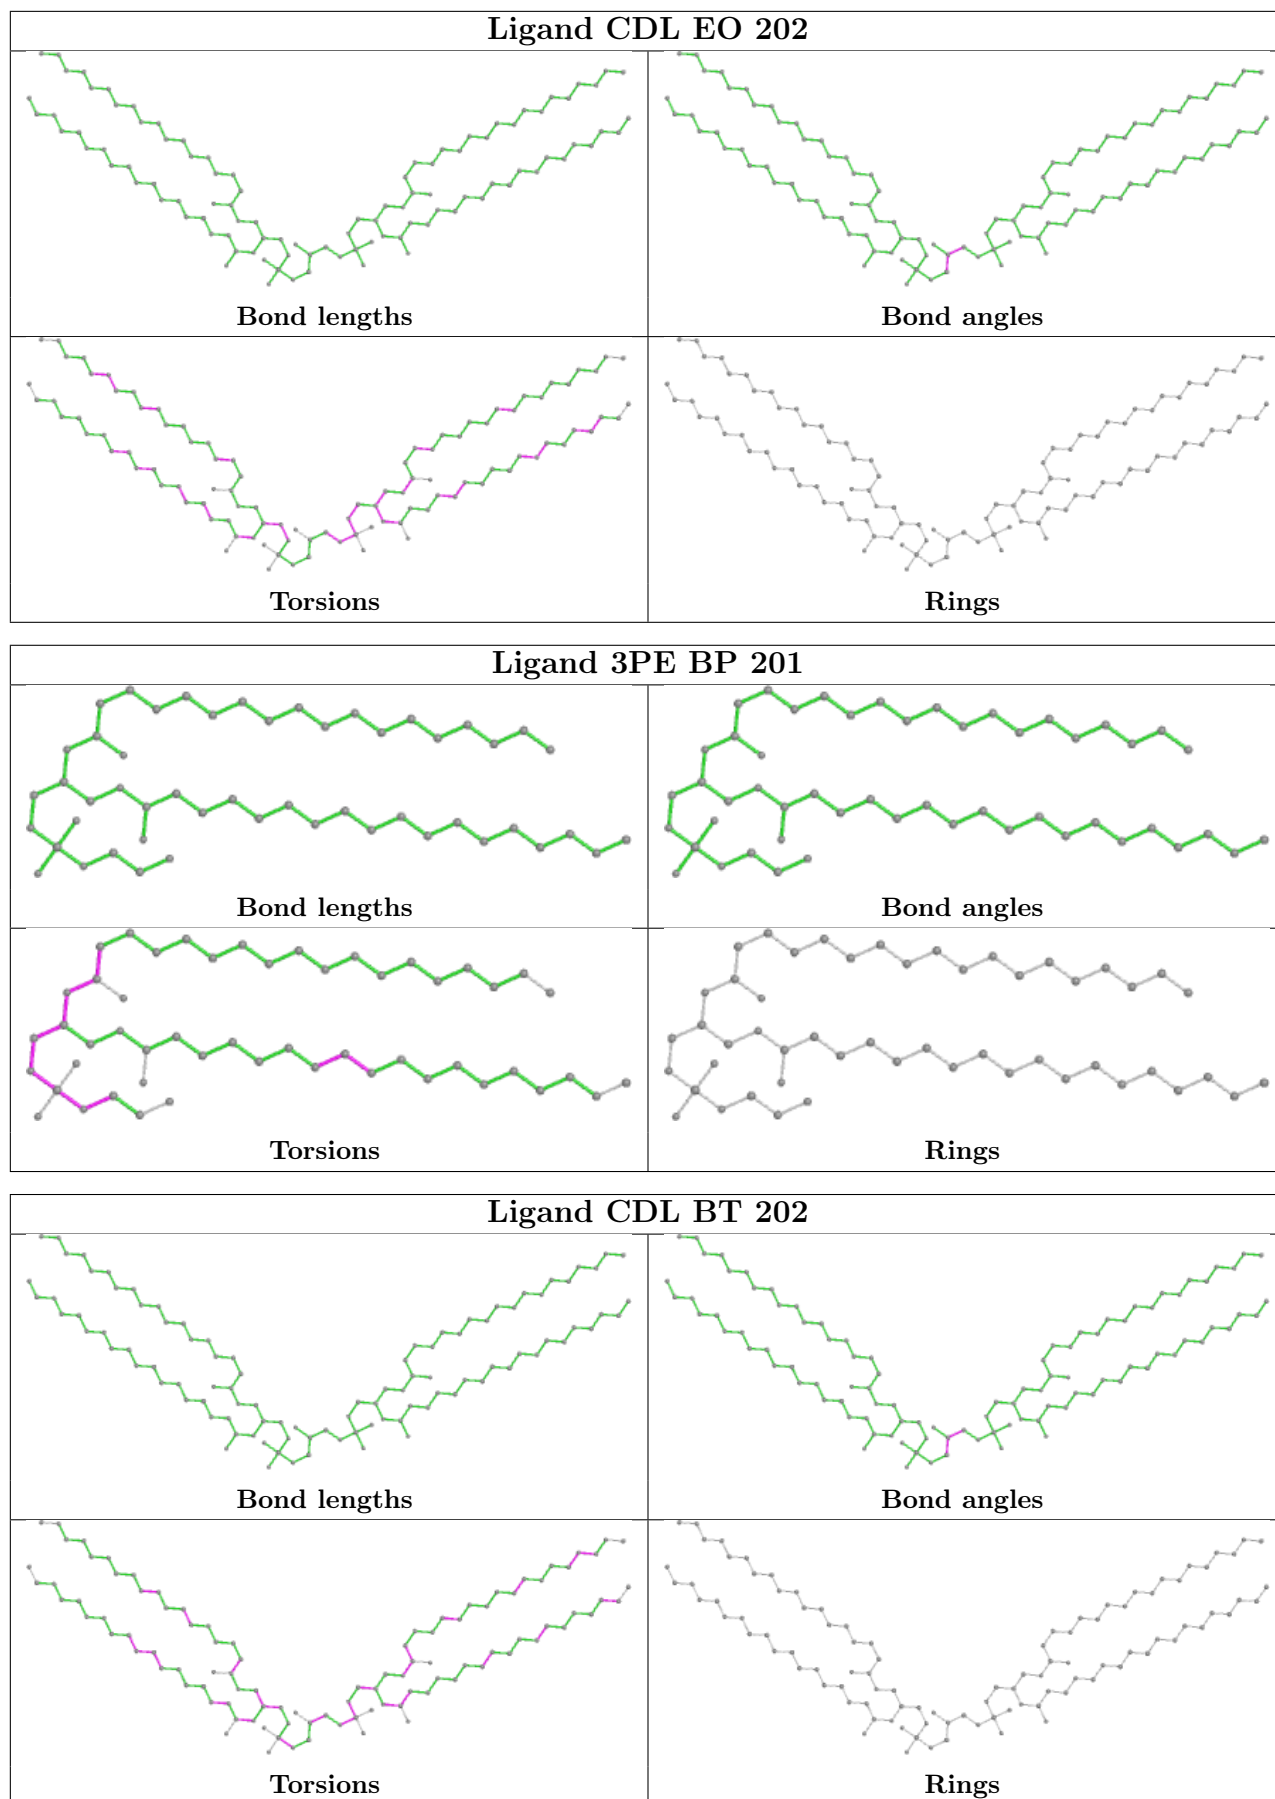 Ligand CDL EO 202
Bond lengths
Bond angles
Torsions
Rings
Ligand 3PE BP 201
Bond lengths
Bond angles
Torsions
Rings
Ligand CDL BT 202
Bond lengths
Bond angles
Torsions
Rings